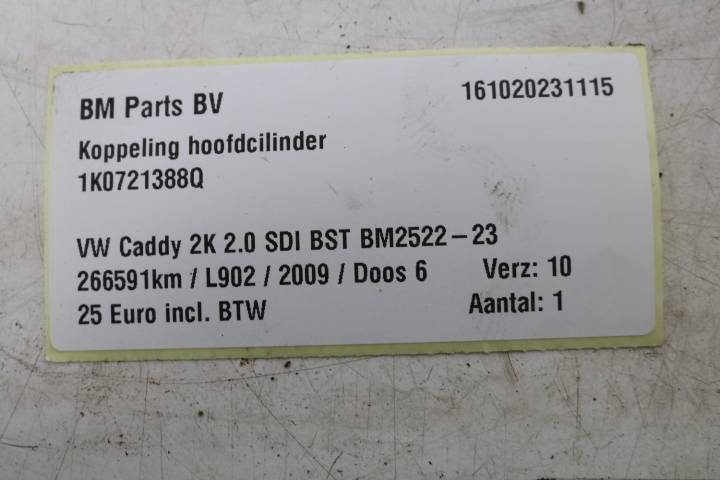 BM Parts BV 161020231115
Koppeling hoofdcilinder
1K0721388Q
VW Caddy 2K 2.0 SDI BST BM2522-23
266591km / L902 / 2009 / Doos 6 Verz: 10
25 Euro incl. BTW Aantal: 1